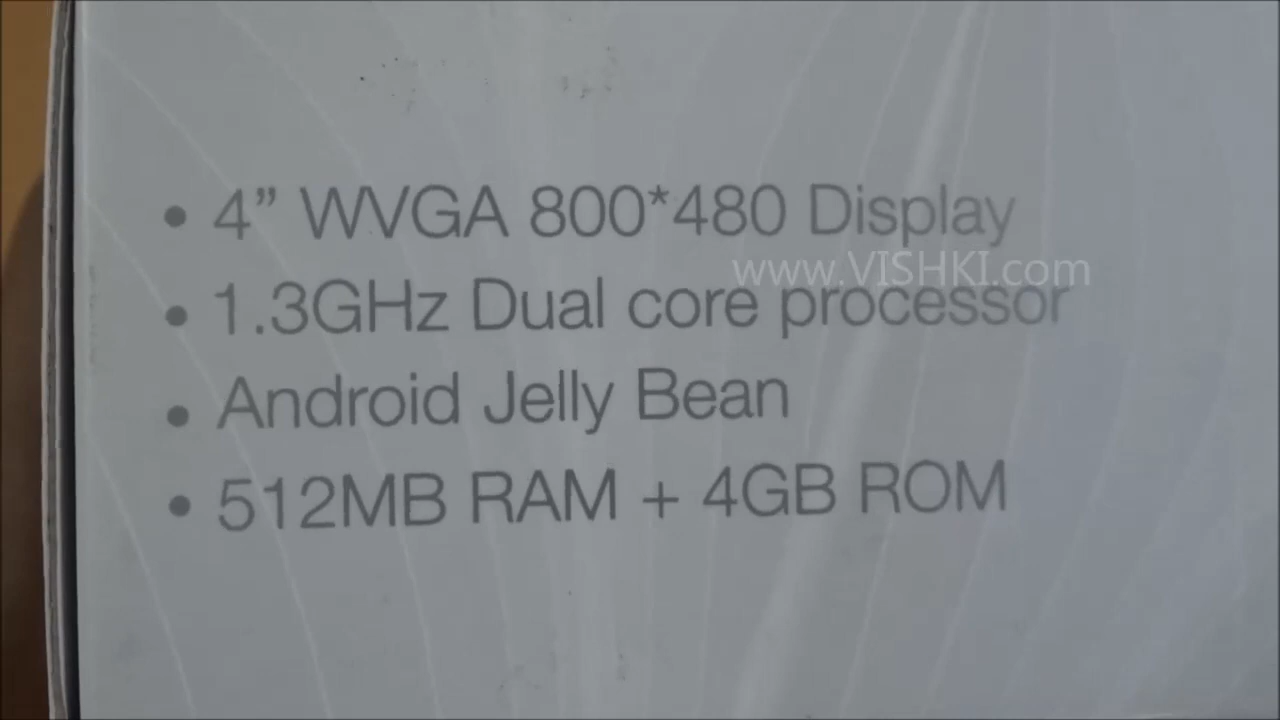 • 4” WVGA 800*480 Display
www.VISHKI.com
• 1.3GHz Dual core processor
• Android Jelly Bean
• 512MB RAM + 4GB ROM